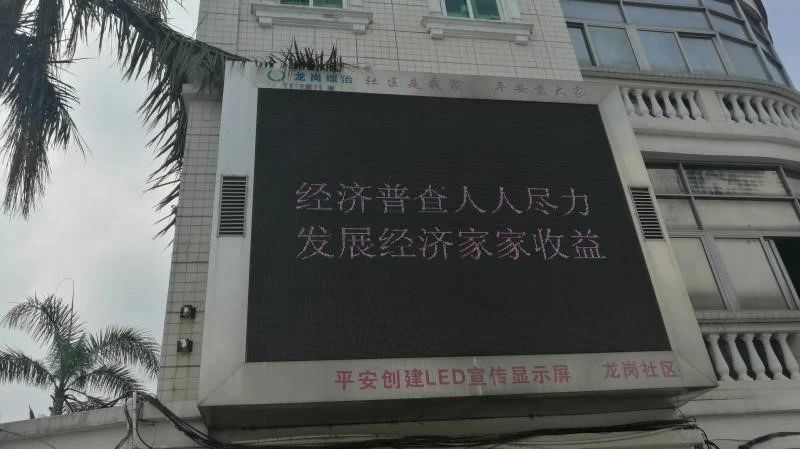 龙岗综治 社区是我家 平安靠大家
经济普查人人尽力
发展经济家家收益
平安创建LED宣传显示屏 龙岗社区